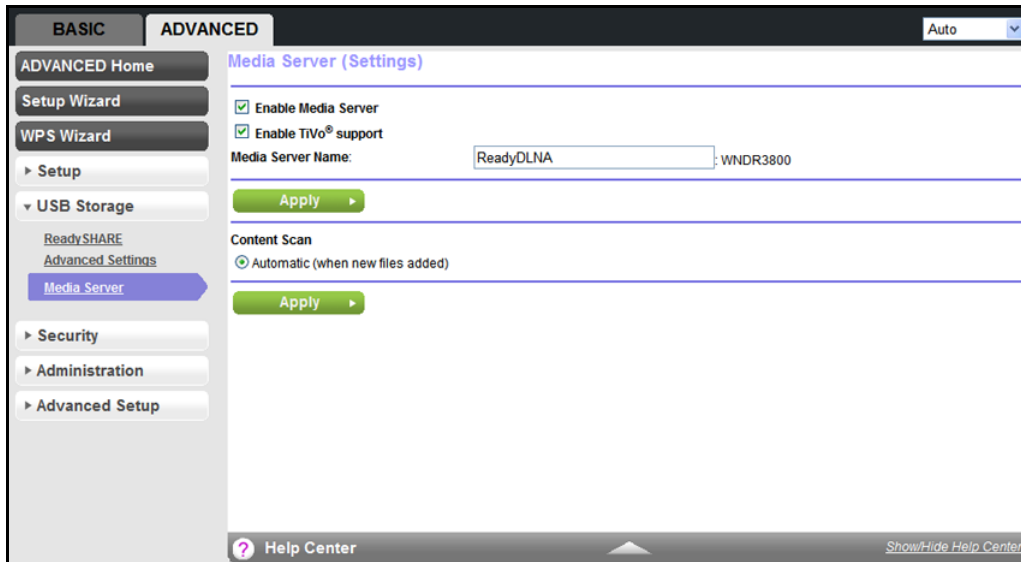 BASIC
ADVANCED
Auto
ADVANCED Home
Setup Wizard
WPS Wizard
Setup
USB Storage
ReadySHARE
Advanced Settings
Media Server
Security
Administration
Advanced Setup
Media Server (Settings)
Enable Media Server
Enable TiVo® support
Media Server Name:
ReadyDLNA
: WNDR3800
Apply
Content Scan
Automatic (when new files added)
Apply
? Help Center
Show/Hide Help Center